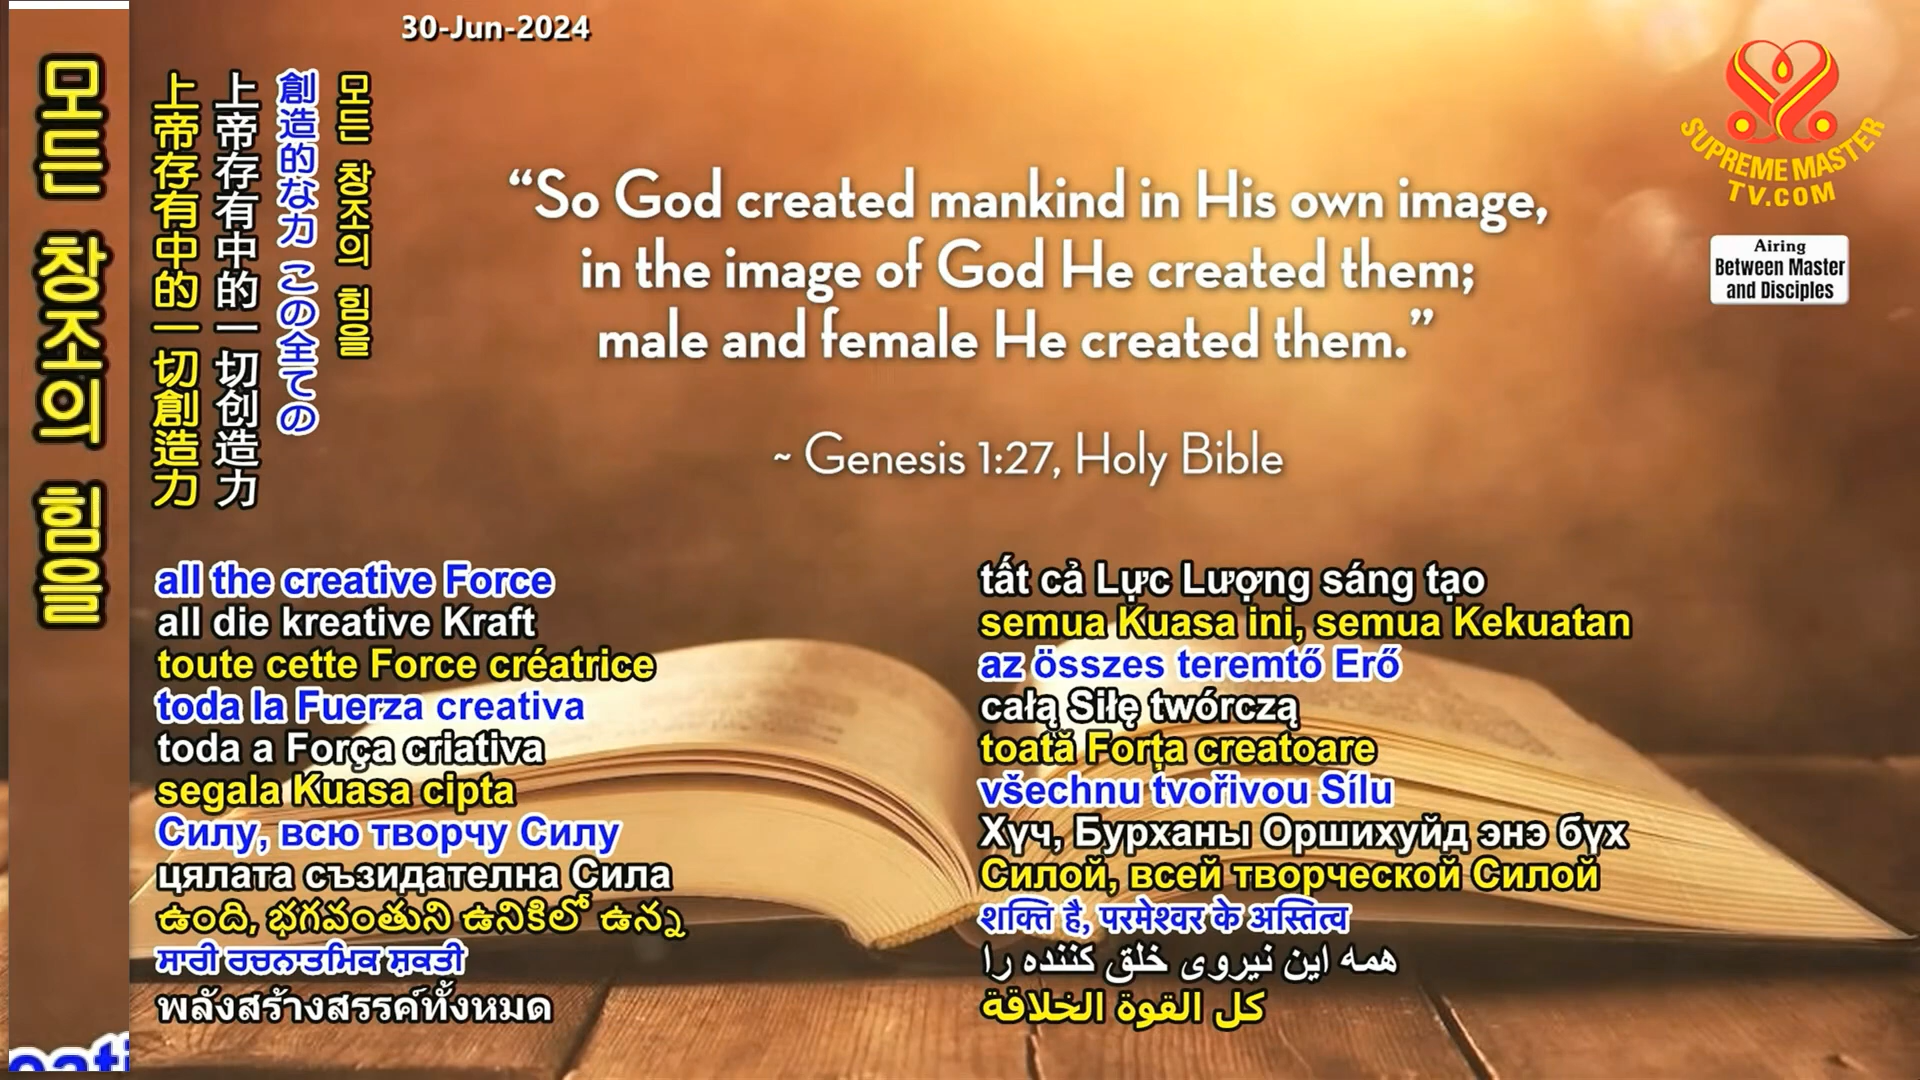 30-Jun-2024
모든 창조의 힘을
上帝存有中的一切創造力
上帝存有中的一切创造力
創造的な力 この全ての
모든 창조의 힘을
“So God created mankind in His own image,
in the image of God He created them;
male and female He created them.”
~ Genesis 1:27, Holy Bible
SUPREME MASTER
TV.COM
Airing
Between Master
and Disciples
all the creative Force
all die kreative Kraft
toute cette Force créatrice
toda la Fuerza creativa
toda a Força criativa
segala Kuasa cipta
Силу, всю творчу Силу
цялата съзидателна Сила
ఉంది, భగవంతుని ఉనికిలో ఉన్న
ਸਾਰੀ ਰਚਨਾਤਮਿਕ ਸ਼ਕਤੀ
พลังสร้างสรรค์ทั้งหมด
tất cả Lực Lượng sáng tạo
semua Kuasa ini, semua Kekuatan
az összes teremtő Erő
całą Siłę twórczą
toată Forța creatoare
všechnu tvořivou Sílu
Хүч, Бурханы Оршихуйд энэ бүх
Силой, всей творческой Силой
शक्ति है, परमेश्वर के अस्तित्व
همه این نیروی خلق کننده را
كل القوة الخلاقة